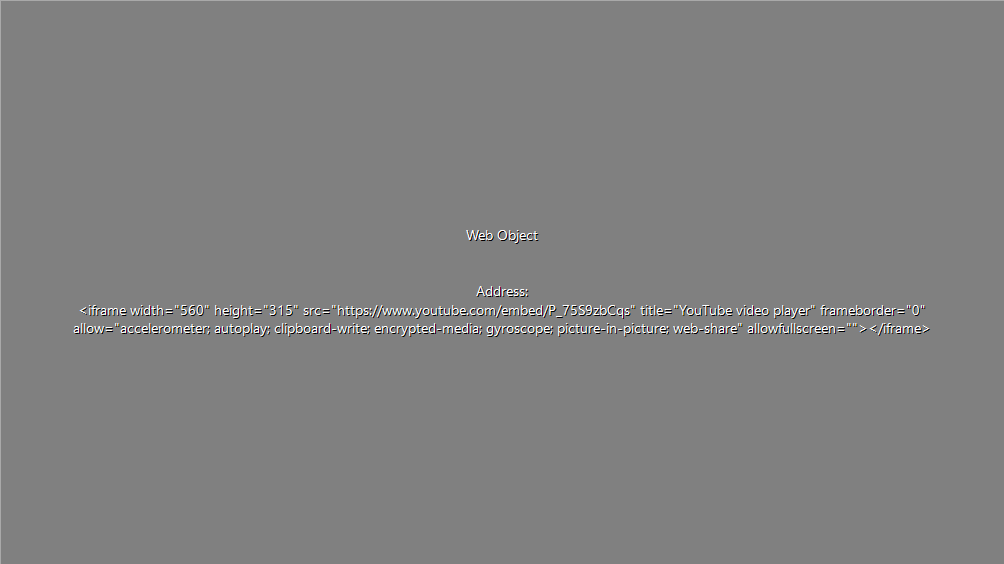 Web Object
Address:
<iframe width="560" height="315" src="https://www.youtube.com/embed/P_75S9zbCqs" title="YouTube video player" frameborder="0"
allow="accelerometer; autoplay; clipboard-write; encrypted-media; gyroscope; picture-in-picture; web-share" allowfullscreen=""></iframe>